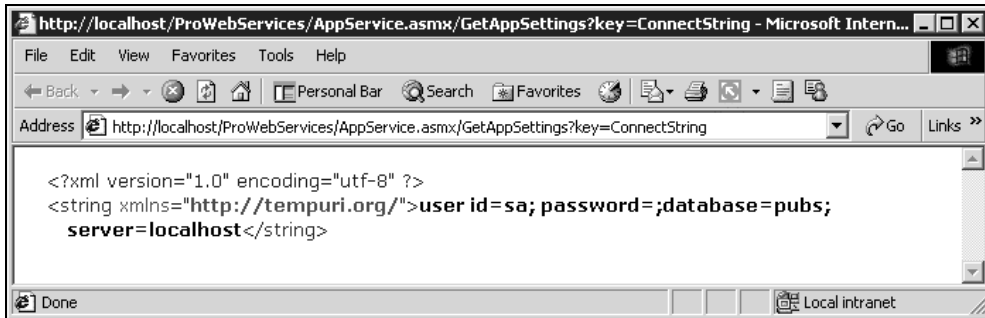 http://localhost/ProWebServices/AppService.asmx/GetAppSettings?key=ConnectString - Microsoft Intern...
File Edit View Favorites Tools Help
Back Personal Bar Search Favorites
Address http://localhost/ProWebServices/AppService.asmx/GetAppSettings?key=ConnectString Go Links »
<?xml version="1.0" encoding="utf-8" ?>
<string xmlns="http://tempuri.org/">user id=sa; password=;database=pubs;
server=localhost</string>
Done Local intranet